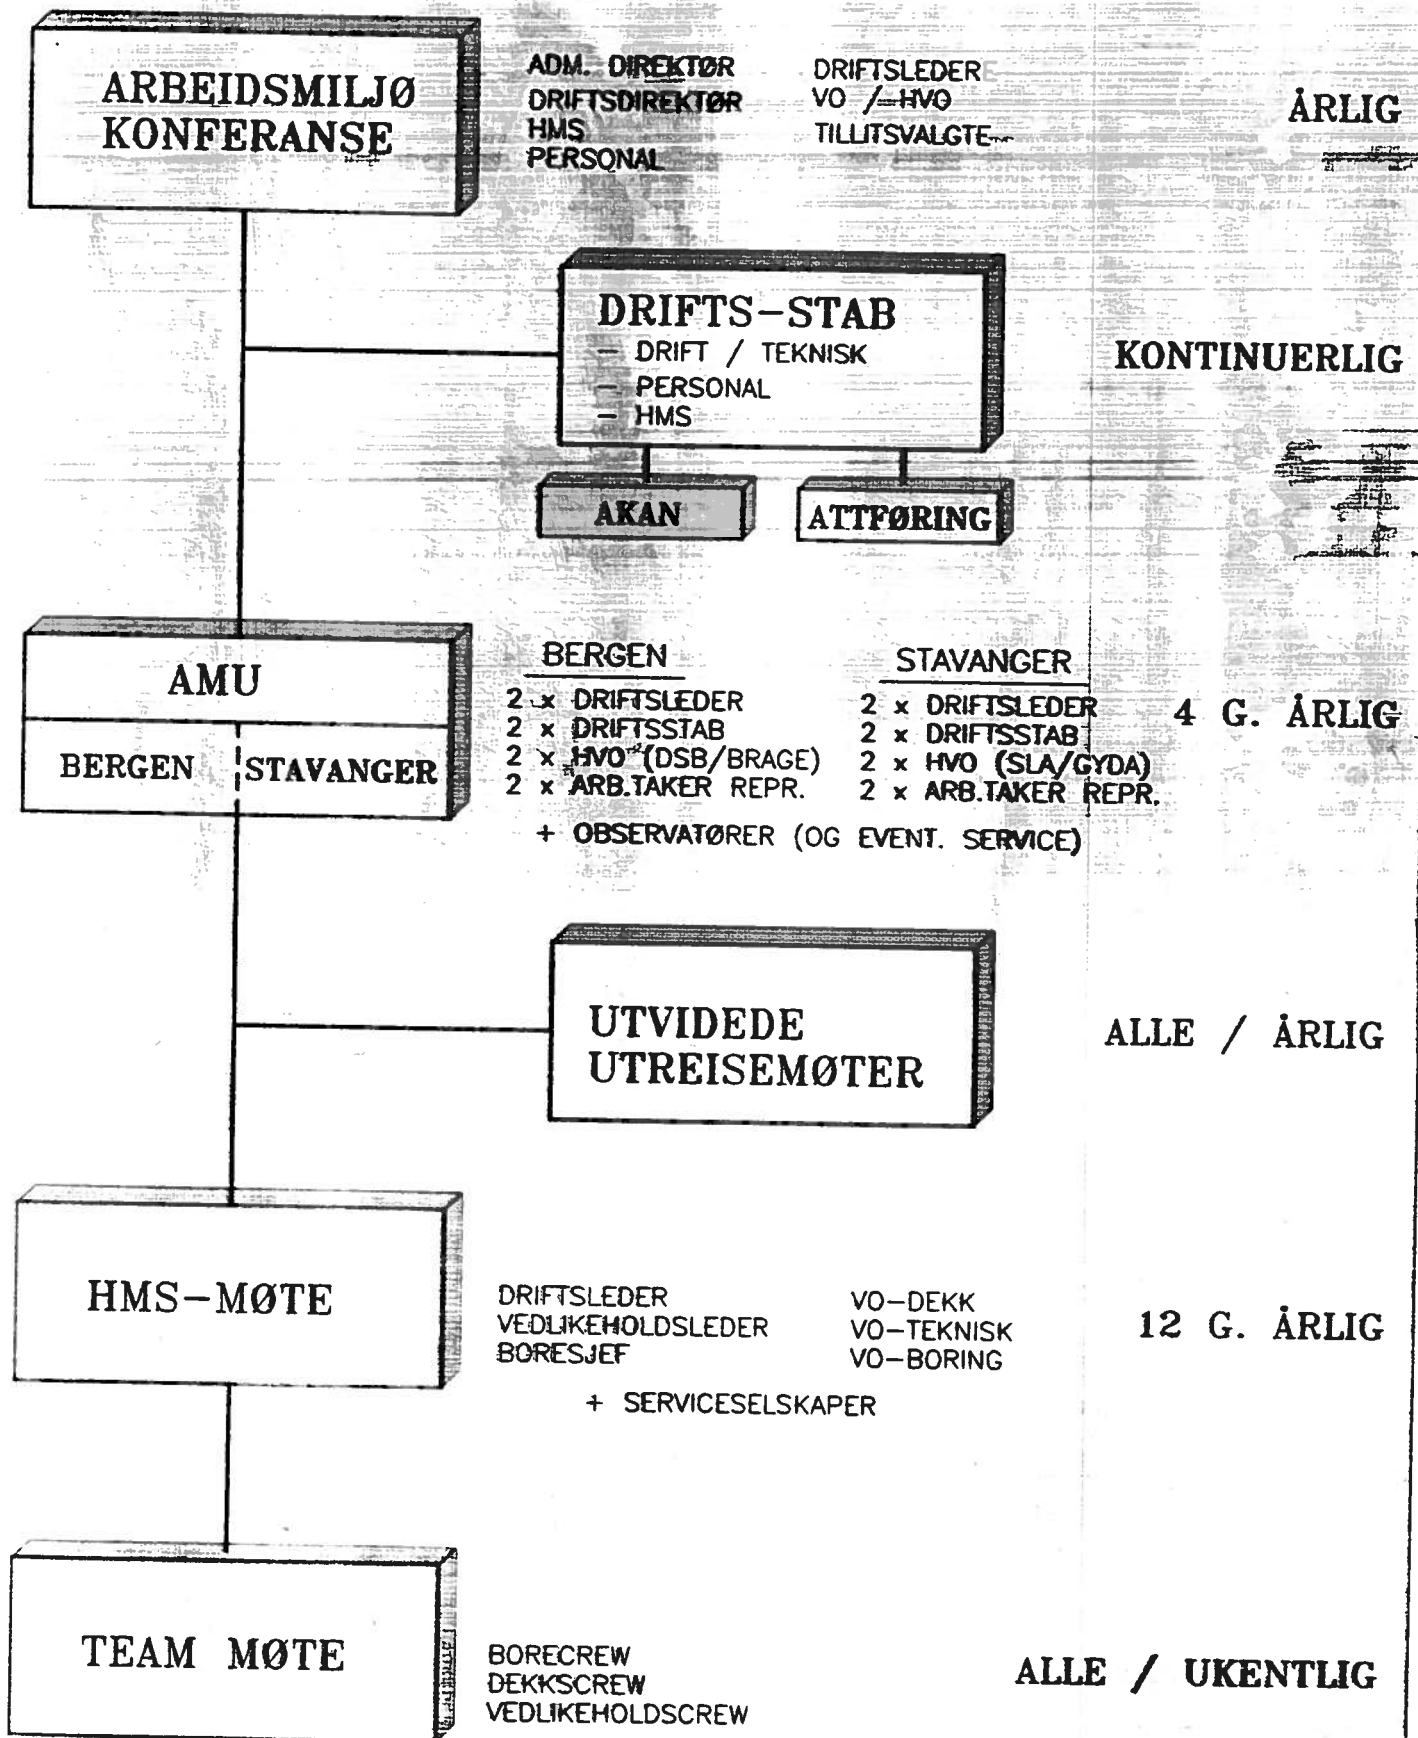 ARBEIDSMILJØ
KONFERANSE
ADM. DIREKTØR
DRIFTSDIREKTØR
HMS
PERSONAL
DRIFTSLEDER
VO / HVO
TILLITSVALGTE
ÅRLIG
DRIFTS-STAB
- DRIFT / TEKNISK
- PERSONAL
- HMS
KONTINUERLIG
AKAN
ATTFØRING
AMU
BERGEN
STAVANGER
BERGEN
2 x DRIFTSLEDER
2 x DRIFTSSTAB
2 x HVO (DSB/BRAGE)
2 x ARB.TAKER REPR.
STAVANGER
2 x DRIFTSLEDER
2 x DRIFTSSTAB
2 x HVO (SLA/GYDA)
2 x ARB.TAKER REPR.
+ OBSERVATØRER (OG EVENT. SERVICE)
4 G. ÅRLIG
UTVIDEDE
UTREISEMØTER
ALLE / ÅRLIG
HMS-MØTE
DRIFTSLEDER
VEDLIKEHOLDSLEDER
BORESJEF
VO-DEKK
VO-TEKNISK
VO-BORING
+ SERVICESELSKAPER
12 G. ÅRLIG
TEAM MØTE
BORECREW
DEKKSCREW
VEDLIKEHOLDSCREW
ALLE / UKENTLIG